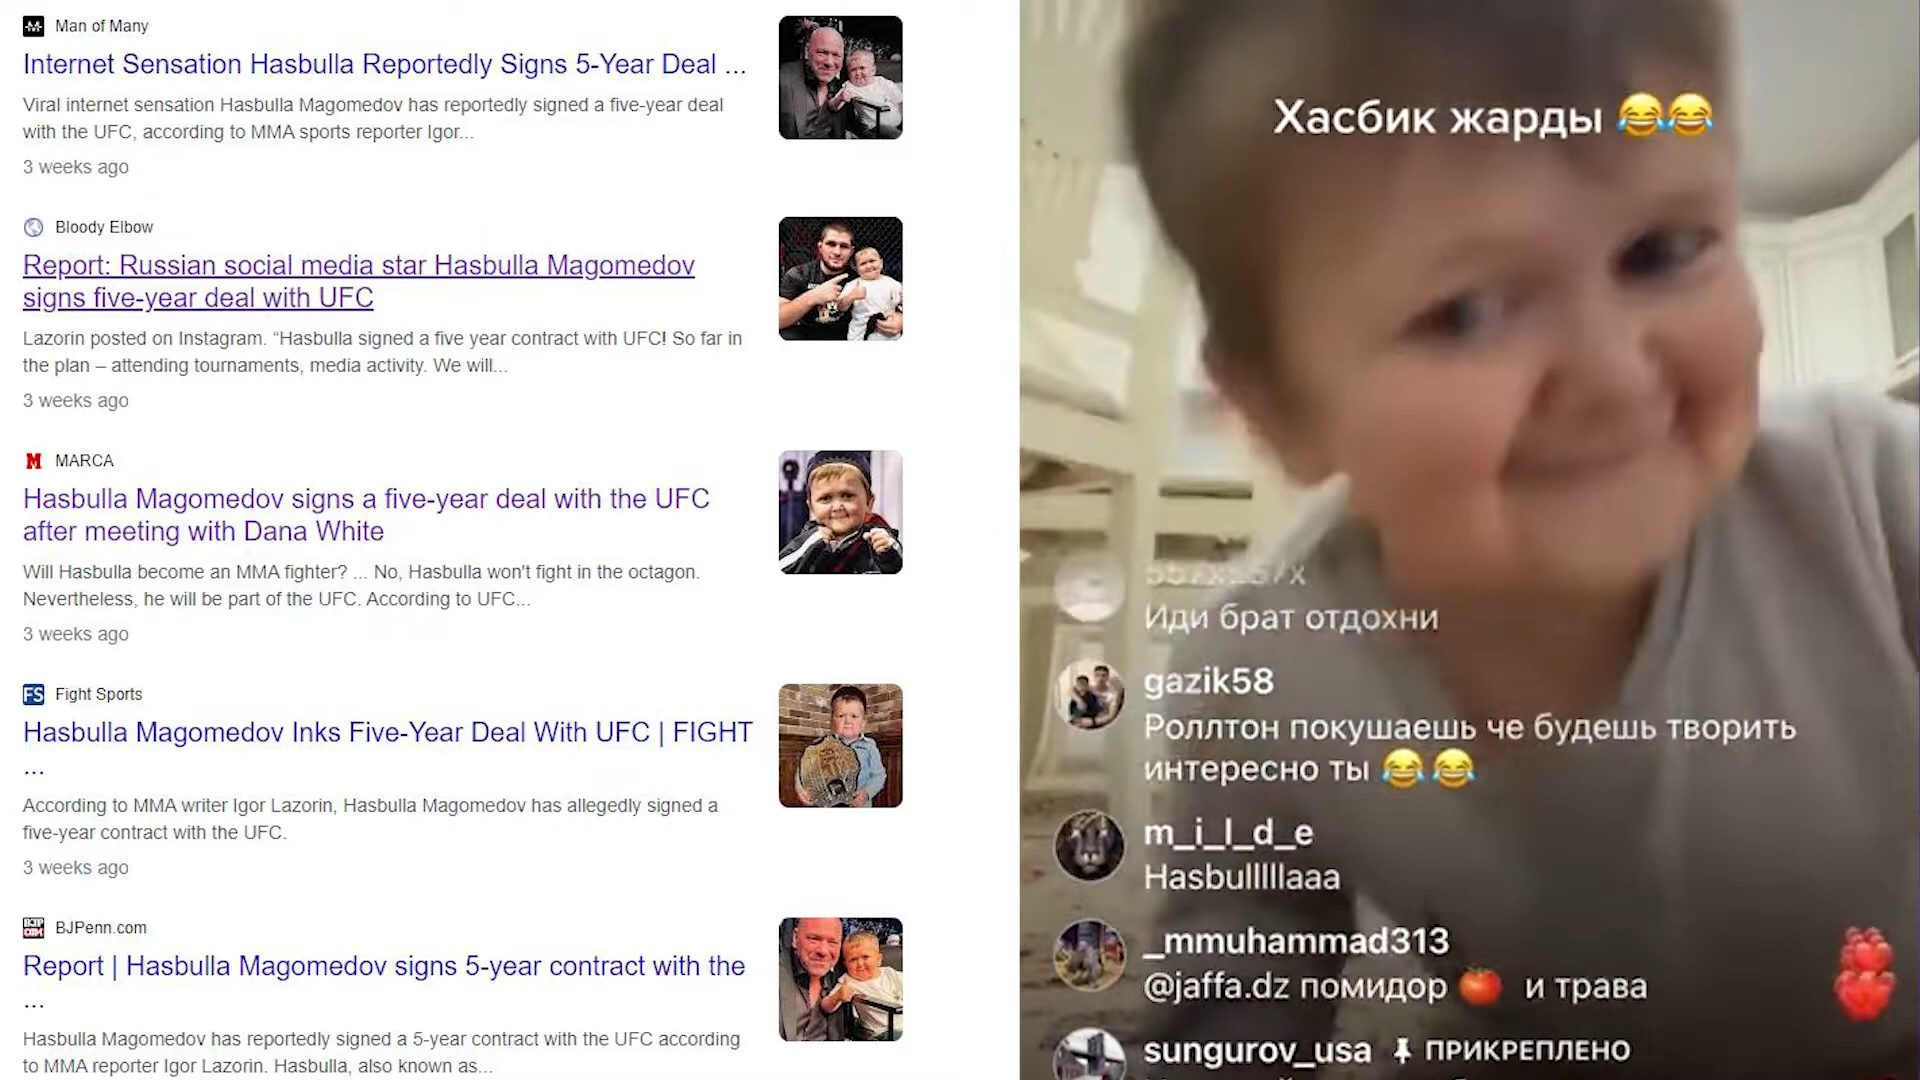 Man of Many
Internet Sensation Hasbulla Reportedly Signs 5-Year Deal ...
Viral internet sensation Hasbulla Magomedov has reportedly signed a five-year deal
with the UFC, according to MMA sports reporter Igor...
3 weeks ago
Bloody Elbow
Report: Russian social media star Hasbulla Magomedov
signs five-year deal with UFC
Lazorin posted on Instagram. “Hasbulla signed a five year contract with UFC! So far in
the plan – attending tournaments, media activity. We will...
3 weeks ago
MARCA
Hasbulla Magomedov signs a five-year deal with the UFC
after meeting with Dana White
Will Hasbulla become an MMA fighter? ... No, Hasbulla won't fight in the octagon.
Nevertheless, he will be part of the UFC. According to UFC...
3 weeks ago
FS Fight Sports
Hasbulla Magomedov Inks Five-Year Deal With UFC | FIGHT
...
According to MMA writer Igor Lazorin, Hasbulla Magomedov has allegedly signed a
five-year contract with the UFC.
3 weeks ago
BJPenn.com
Report | Hasbulla Magomedov signs 5-year contract with the
...
Hasbulla Magomedov has reportedly signed a 5-year contract with the UFC according
to MMA reporter Igor Lazorin. Hasbulla, also known as...
Хасбик жарды 😂😂
Иди брат отдохни
gazik58
Роллтон покушаешь че будешь творить
интересно ты 😂😂
m_i_l_d_e
Hasbulllllaaa
_mmuhammad313
@jaffa.dz помидор 🍅 и трава
sungurov_usa ПРИКРЕПЛЕНО